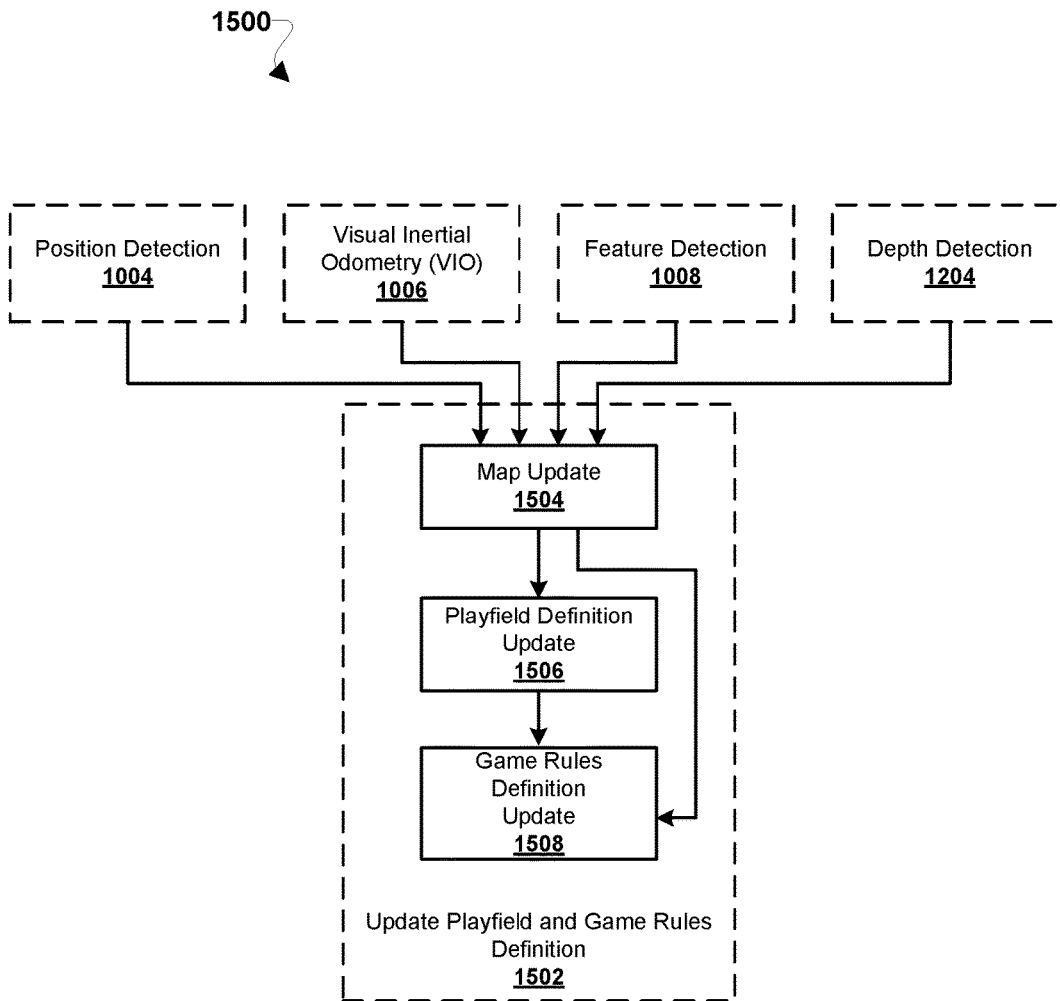 1500
Position Detection
1004
Visual Inertial
Odometry (VIO)
1006
Feature Detection
1008
Depth Detection
1204
Map Update
1504
Playfield Definition
Update
1506
Game Rules
Definition
Update
1508
Update Playfield and Game Rules
Definition
1502